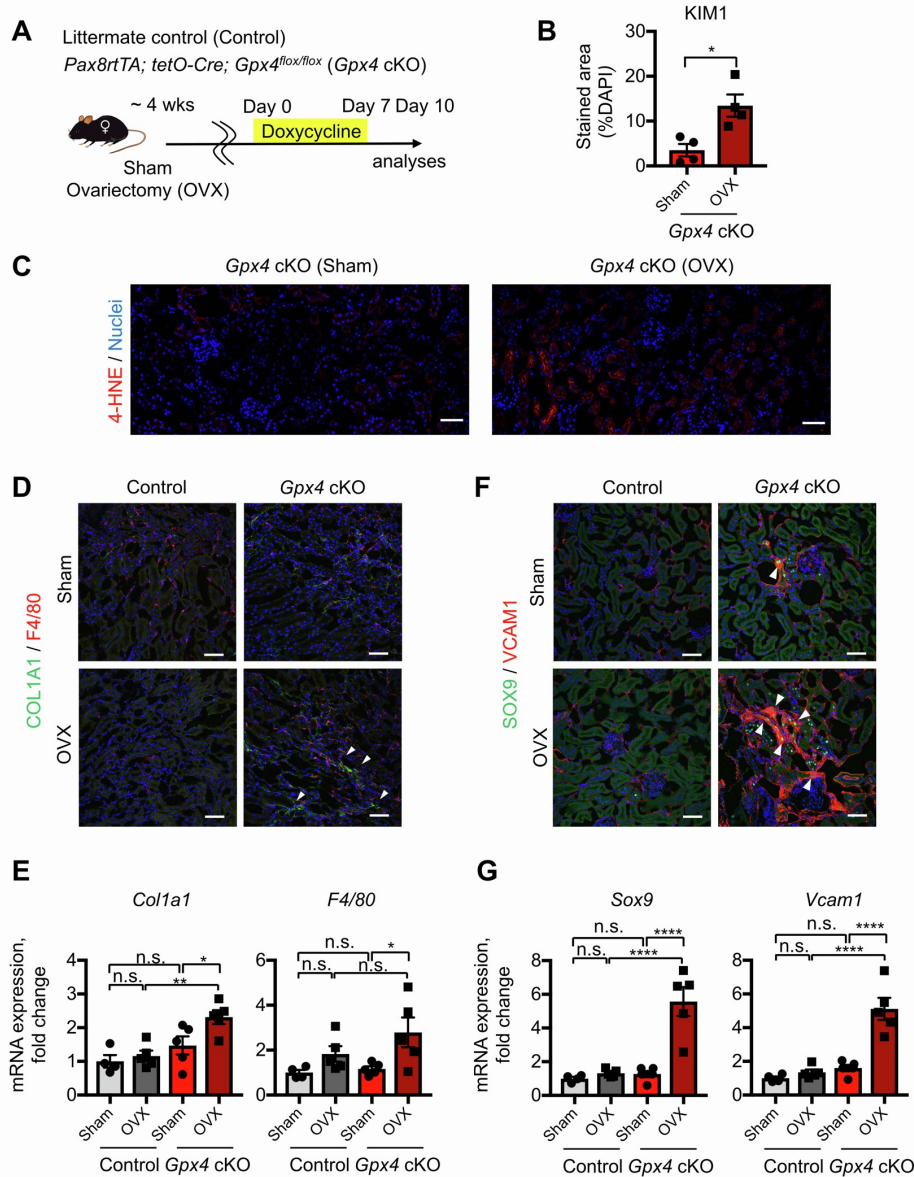 A
Littermate control (Control)
Pax8rtTA; tetO-Cre; Gpx4flox/flox (Gpx4 cKO)
~ 4 wks
Day 0
Day 7 Day 10
Doxycycline
♀
analyses
Sham
Ovariectomy (OVX)
B
KIM1
Stained area
(%DAPI)
30
20
10
0
*
Sham
OVX
Gpx4 cKO
C
Gpx4 cKO (Sham)
Gpx4 cKO (OVX)
4-HNE / Nuclei
D
Control
Gpx4 cKO
Sham
OVX
COL1A1 / F4/80
F
Control
Gpx4 cKO
Sham
OVX
SOX9 / VCAM1
E
Col1a1
mRNA expression,
fold change
4
3
2
1
0
n.s.
*
n.s.
**
Sham
OVX
Sham
OVX
Control
Gpx4 cKO
F4/80
6
4
2
0
n.s.
*
n.s.
n.s.
Sham
OVX
Sham
OVX
Control
Gpx4 cKO
G
Sox9
mRNA expression,
fold change
8
6
4
2
0
n.s.
****
n.s.
****
Sham
OVX
Sham
OVX
Control
Gpx4 cKO
Vcam1
8
6
4
2
0
n.s.
****
n.s.
****
Sham
OVX
Sham
OVX
Control
Gpx4 cKO